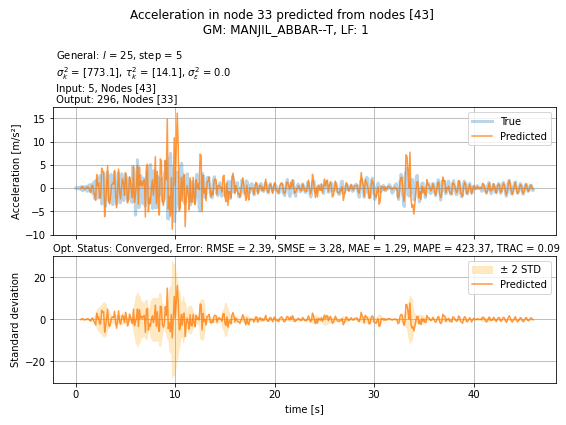 Acceleration in node 33 predicted from nodes [43]
GM: MANJIL_ABBAR--T, LF: 1
General: l = 25, step = 5
σ²ₖ = [773.1], τ²ₖ = [14.1], σ²_ε = 0.0
Input: 5, Nodes [43]
Output: 296, Nodes [33]
Acceleration [m/s²]
15
10
5
0
−5
−10
True
Predicted
Opt. Status: Converged, Error: RMSE = 2.39, SMSE = 3.28, MAE = 1.29, MAPE = 423.37, TRAC = 0.09
Standard deviation
20
0
−20
± 2 STD
Predicted
0 10 20 30 40
time [s]